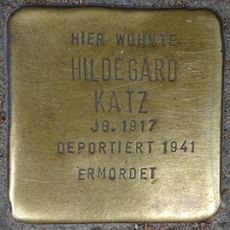 HIER WOHNTE
HILDEGARD
KATZ
JG. 1917
DEPORTIERT 1941
ERMORDET